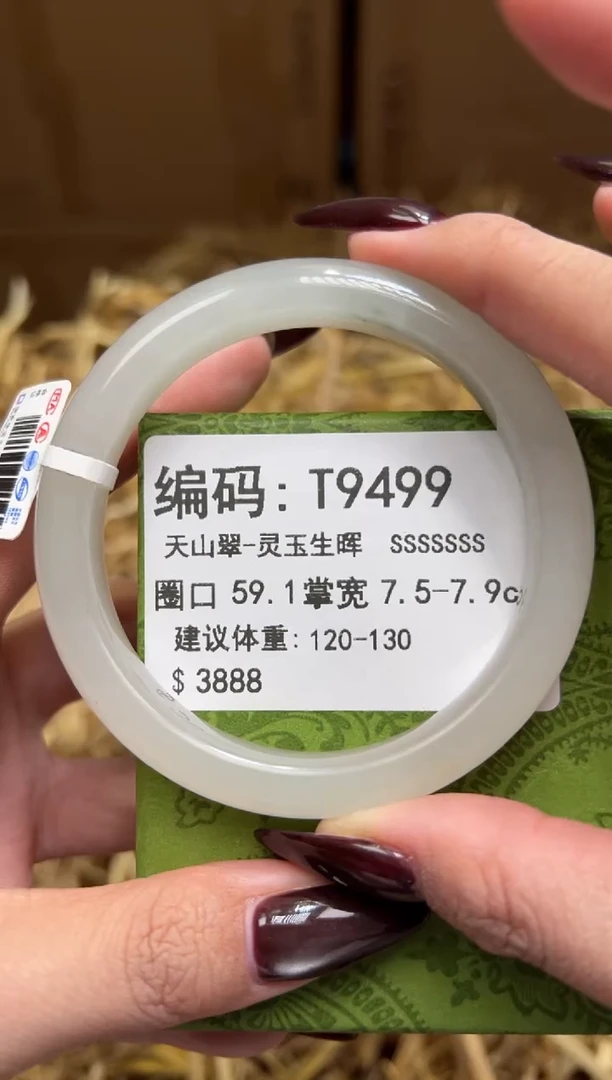 编码: T9499
天山翠-灵玉生晖 SSSSSSS
圈口 59.1掌宽 7.5-7.9c
建议体重: 120-130
$ 3888